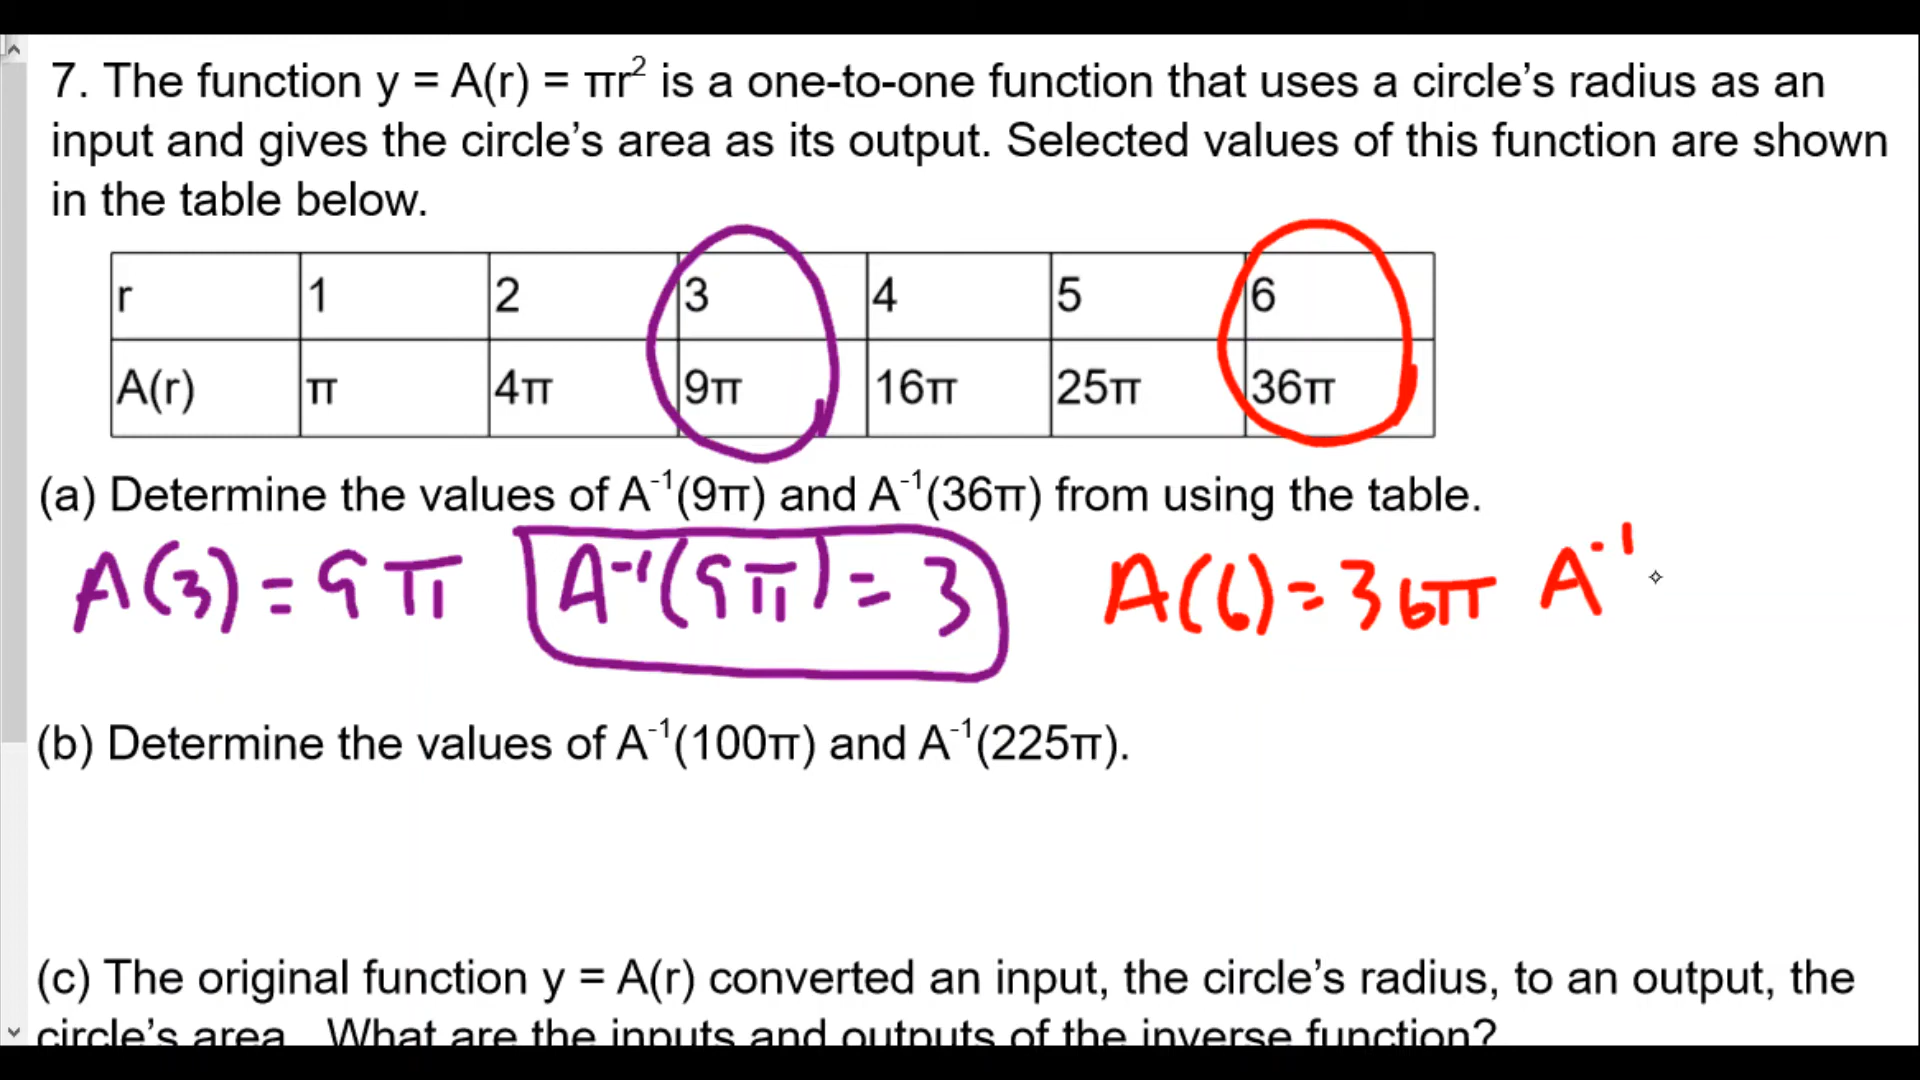 7. The function y = A(r) = πr² is a one-to-one function that uses a circle's radius as an
input and gives the circle's area as its output. Selected values of this function are shown
in the table below.
r 1 2 3 4 5 6
A(r) π 4π 9π 16π 25π 36π
(a) Determine the values of A⁻¹(9π) and A⁻¹(36π) from using the table.
A(3) = 9π A⁻¹(9π) = 3 A(6) = 36π A⁻¹
(b) Determine the values of A⁻¹(100π) and A⁻¹(225π).
(c) The original function y = A(r) converted an input, the circle's radius, to an output, the
circle's area. What are the inputs and outputs of the inverse function?